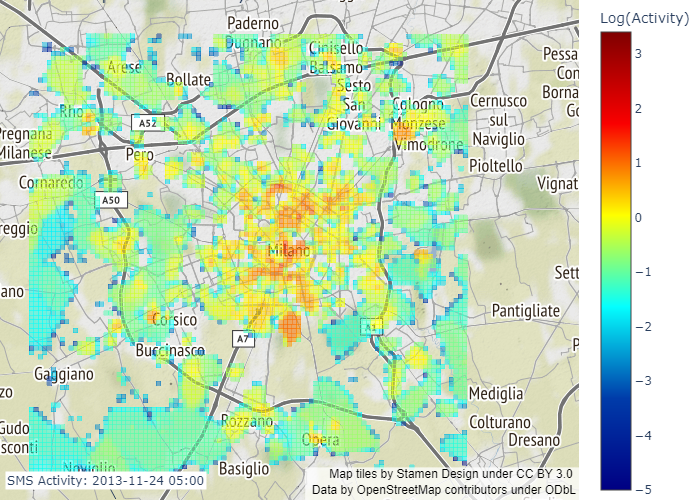 Log(Activity)
3
2
1
0
−1
−2
−3
−4
−5
Paderno
Dugnano
Cinisello
Balsamo
Arese
Bollate
Sesto
San
Giovanni
Cologno
Monzese
Vimodrone
Cernusco
sul
Naviglio
Pessa
Con
Borna
Rho
A52
Pregnana
Milanese
Pero
Pioltello
Cornaredo
A50
Vignat
reggio
Milano
Sett
ano
Corsico
A1
Pantigliate
A7
Buccinasco
Gaggiano
Mediglia
Rozzano
Colturano
Gudo
sconti
Opera
Dresano
Noviglio
Basiglio
SMS Activity: 2013-11-24 05:00
Map tiles by Stamen Design under CC BY 3.0
Data by OpenStreetMap contributors under ODbL